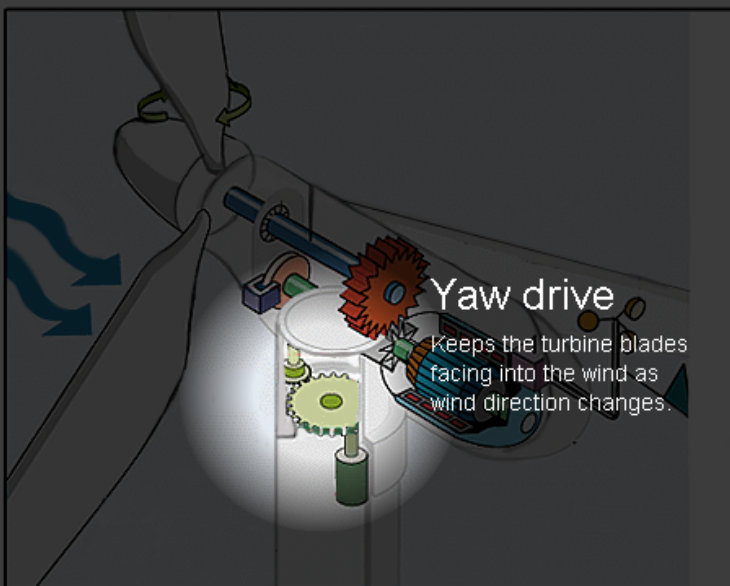 Yaw drive
Keeps the turbine blades
facing into the wind as
wind direction changes.